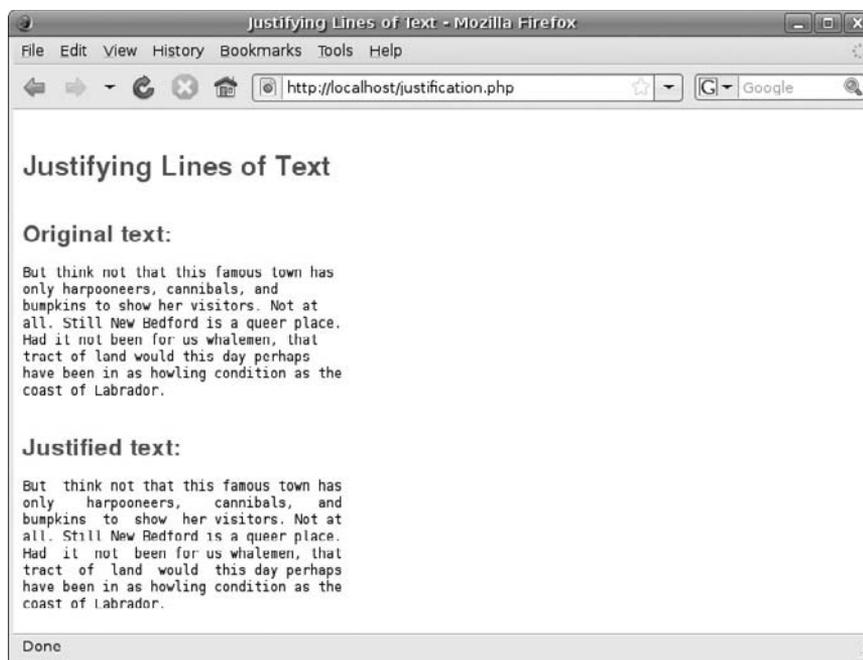 Justifying Lines of Text - Mozilla Firefox
File Edit View History Bookmarks Tools Help
http://localhost/justification.php
G Google
Justifying Lines of Text
Original text:
But think not that this famous town has
only harpooneers, cannibals, and
bumpkins to show her visitors. Not at
all. Still New Bedford is a queer place.
Had it not been for us whalemen, that
tract of land would this day perhaps
have been in as howling condition as the
coast of Labrador.
Justified text:
But  think not that this famous town has
only    harpooneers,    cannibals,   and
bumpkins  to  show  her visitors. Not at
all. Still New Bedford is a queer place.
Had  it  not  been for us whalemen, that
tract  of  land  would  this day perhaps
have been in as howling condition as the
coast of Labrador.
Done